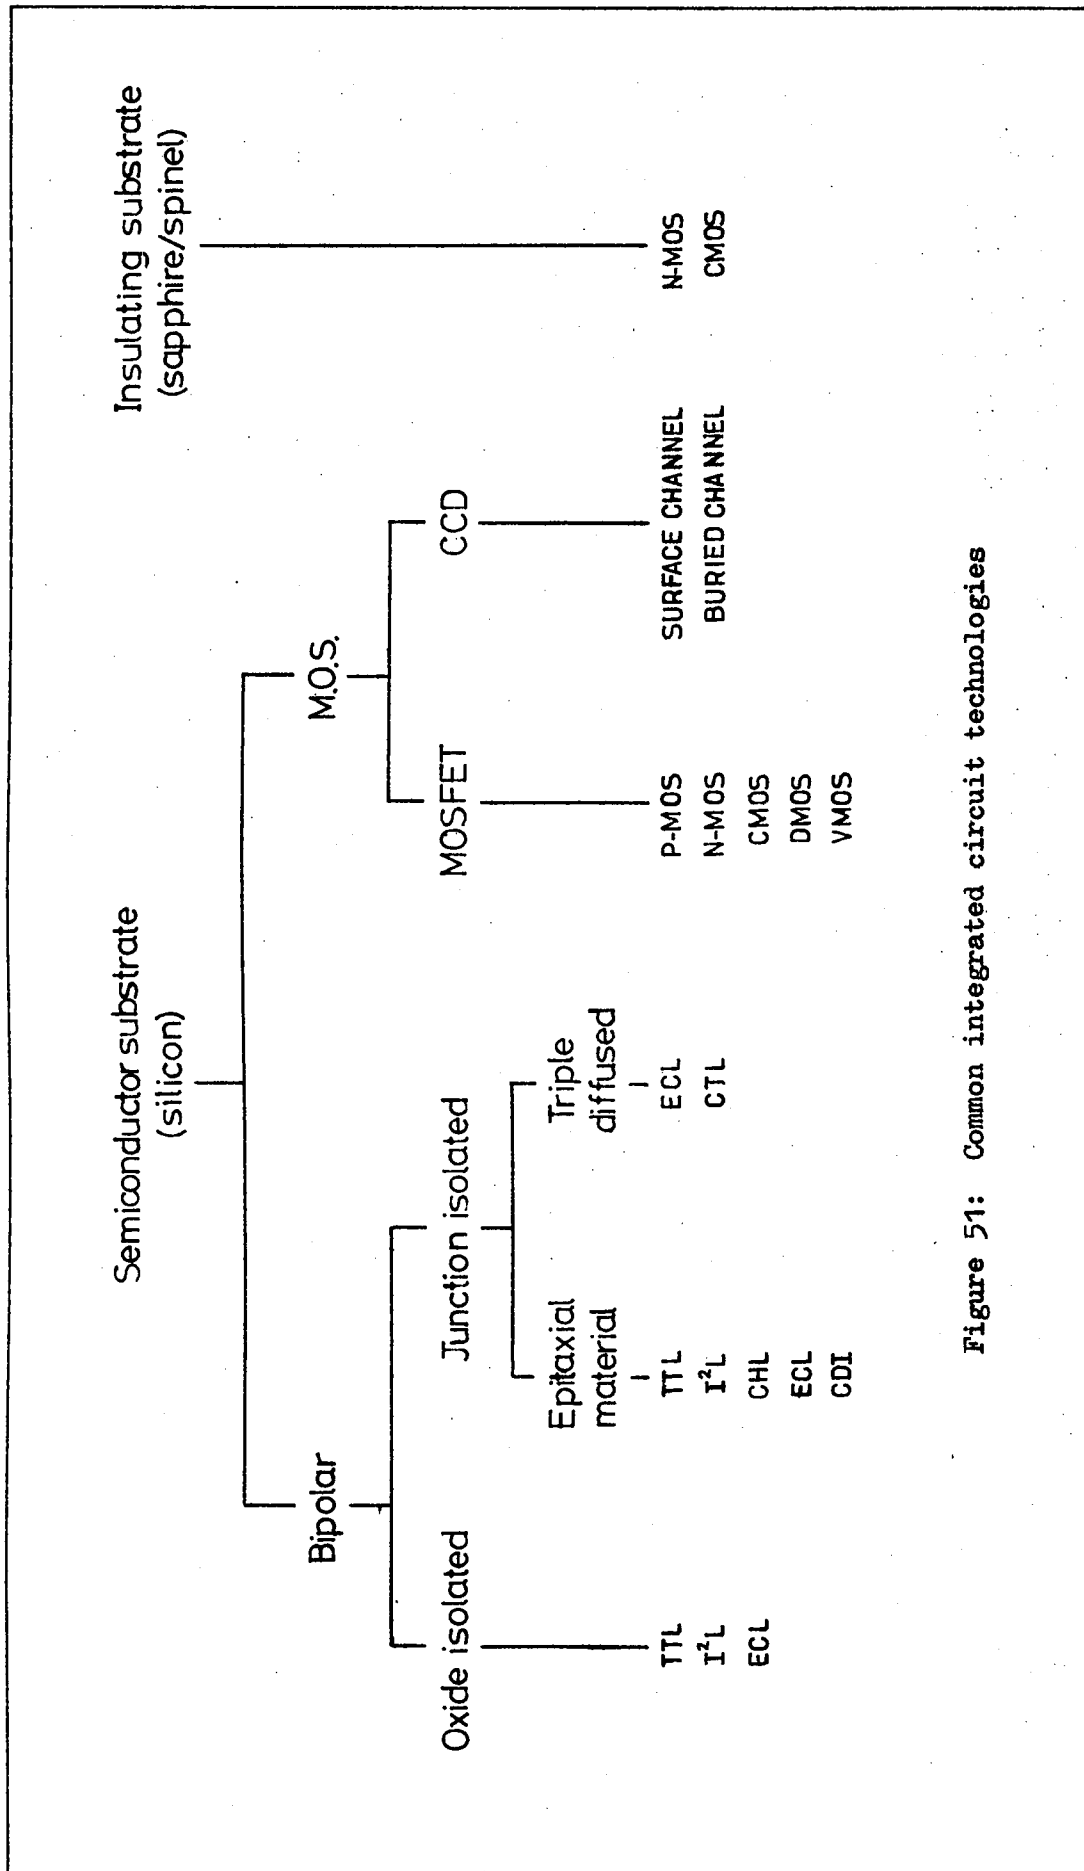 Semiconductor substrate
(silicon)
Insulating substrate
(sapphire/spinel)
Bipolar
M.O.S.
Oxide isolated
Junction isolated
MOSFET
CCD
Epitaxial
material
Triple
diffused
TTL
I²L
ECL
TTL
I²L
CHL
ECL
CDI
ECL
CTL
P-MOS
N-MOS
CMOS
DMOS
VMOS
SURFACE CHANNEL
BURIED CHANNEL
N-MOS
CMOS
Figure 51: Common integrated circuit technologies